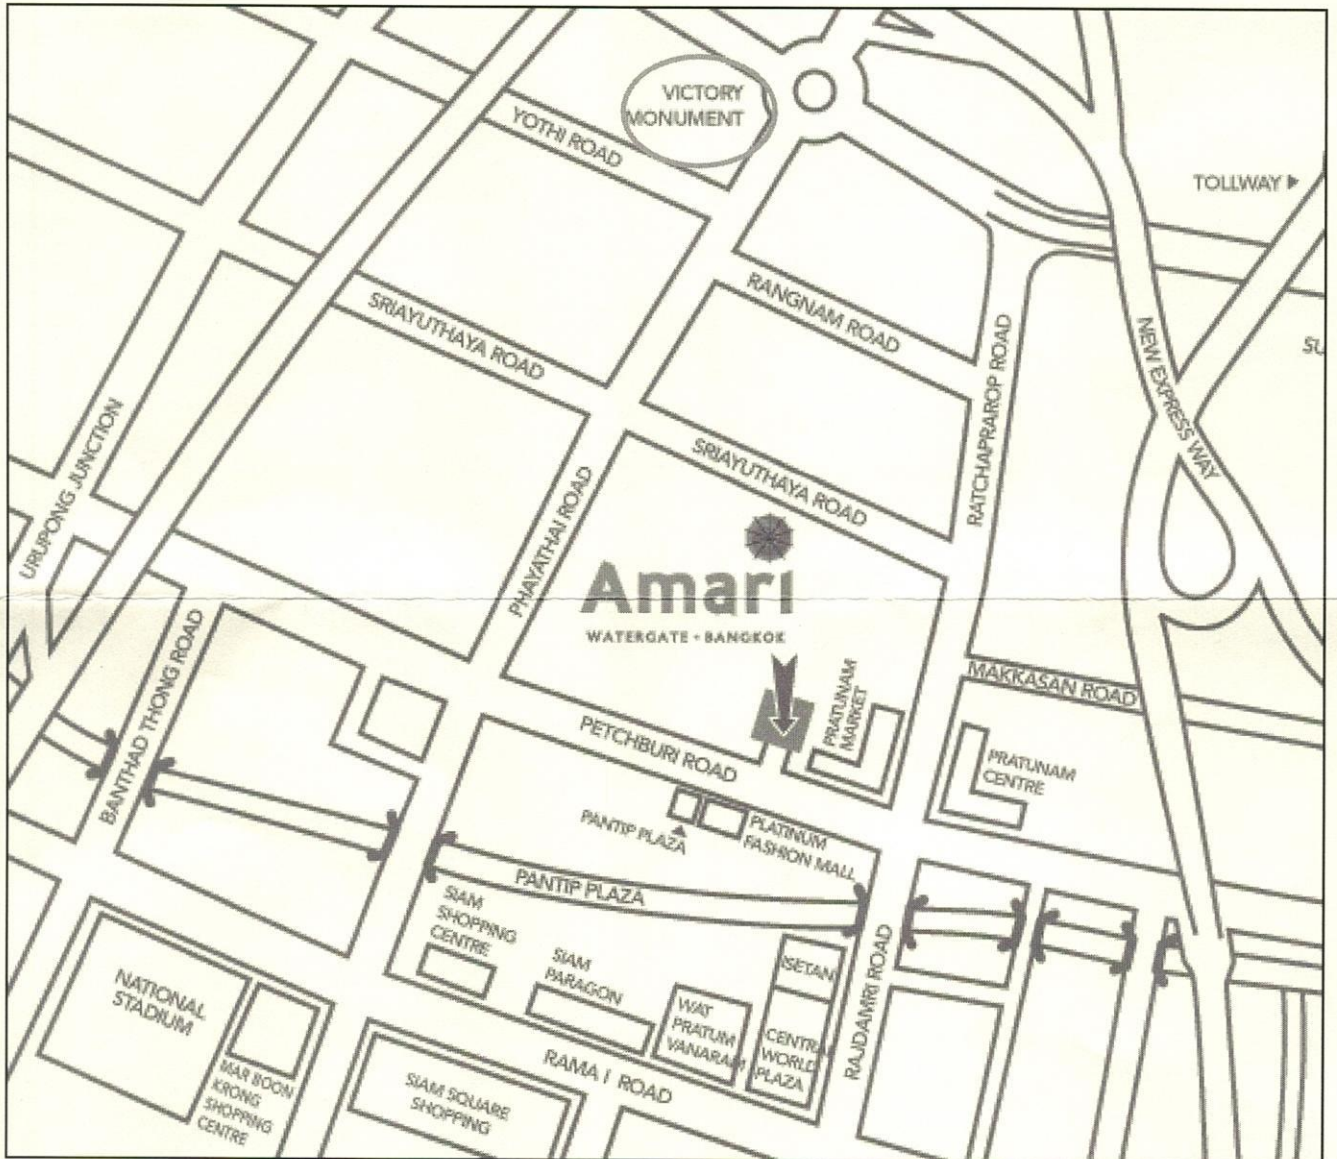 VICTORY
MONUMENT
YOTHI ROAD
TOLLWAY
RANGNAM ROAD
SRIAYUTHAYA ROAD
RATCHAPRAROP ROAD
NEW EXPRESS WAY
SU
URUPONG JUNCTION
PHAYATHAI ROAD
SRIAYUTHAYA ROAD
Amari
WATERGATE • BANGKOK
BANTHAD THONG ROAD
PETCHBURI ROAD
PRATUNAM
MARKET
MAKKASAN ROAD
PRATUNAM
CENTRE
PANTIP PLAZA
PLATINUM
FASHION MALL
PANTIP PLAZA
SIAM
SHOPPING
CENTRE
SIAM
PARAGON
ISETAN
RAJDAMRI ROAD
NATIONAL
STADIUM
WAT
PRATUM
VANARAM
CENTRAL
WORLD
PLAZA
RAMA I ROAD
MAR BOON
KRONG
SHOPPING
CENTRE
SIAM SQUARE
SHOPPING